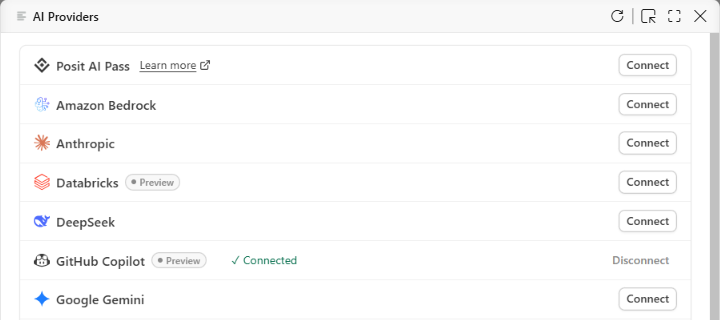 AI Providers
Posit AI Pass Learn more Connect
Amazon Bedrock Connect
Anthropic Connect
Databricks Preview Connect
DeepSeek Connect
GitHub Copilot Preview ✓ Connected Disconnect
Google Gemini Connect